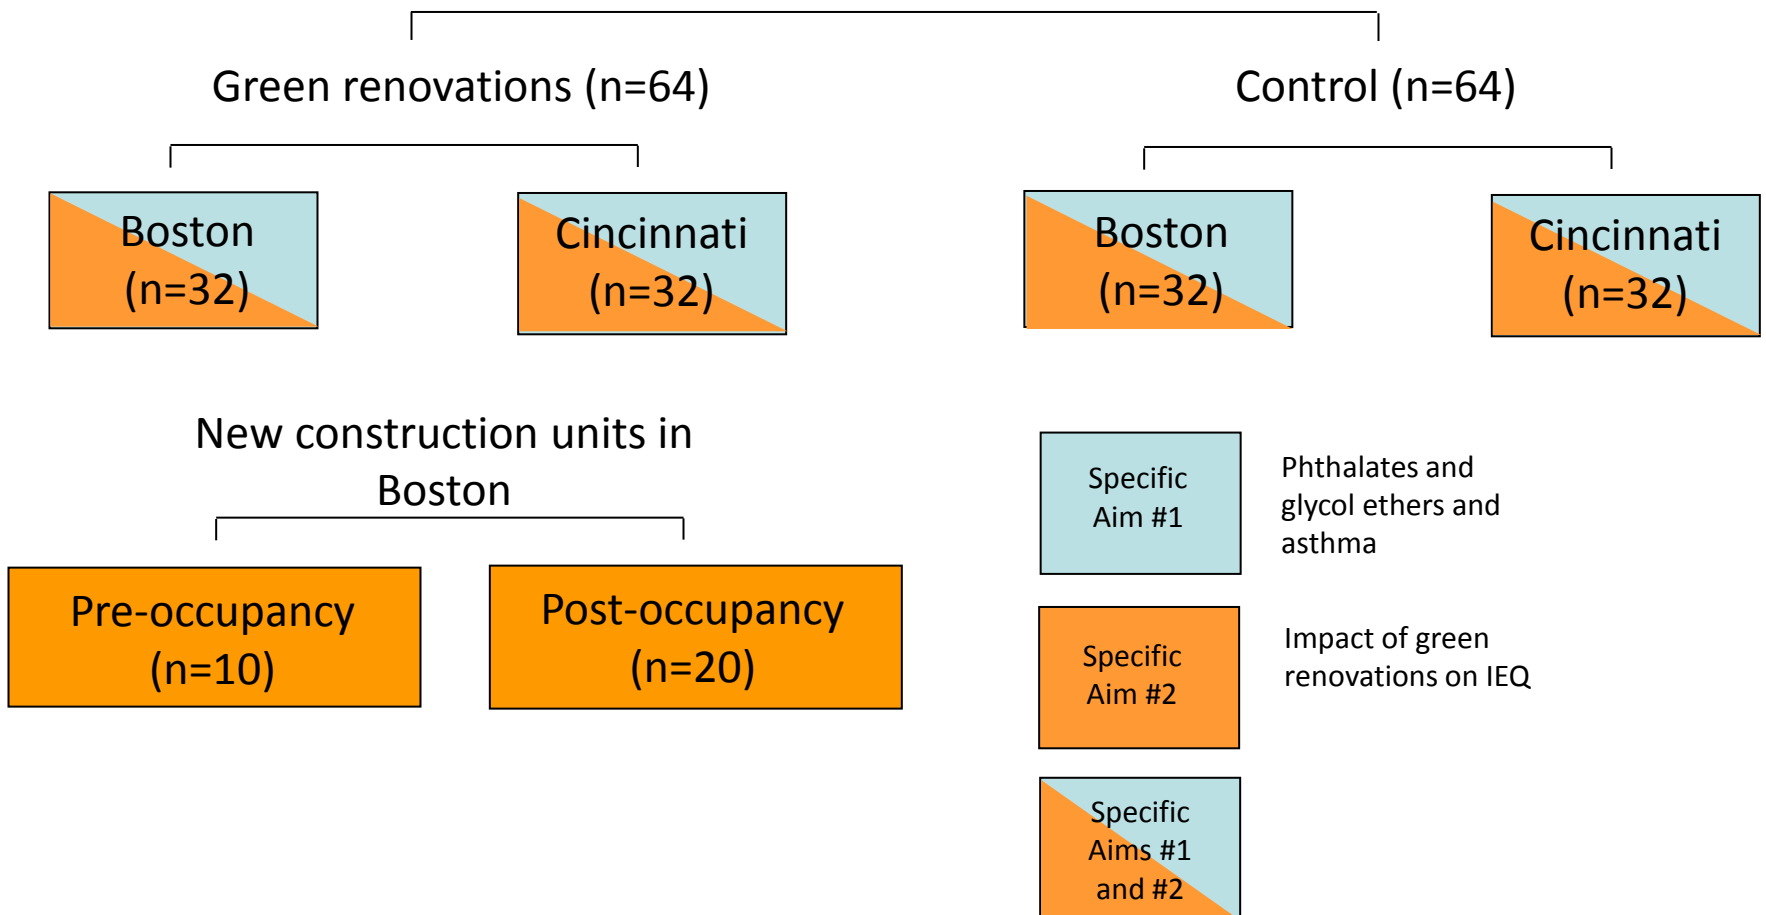 Green renovations (n=64)
Control (n=64)
Boston
(n=32)
Cincinnati
(n=32)
Boston
(n=32)
Cincinnati
(n=32)
New construction units in
Boston
Pre-occupancy
(n=10)
Post-occupancy
(n=20)
Specific
Aim #1
Phthalates and
glycol ethers and
asthma
Specific
Aim #2
Impact of green
renovations on IEQ
Specific
Aims #1
and #2